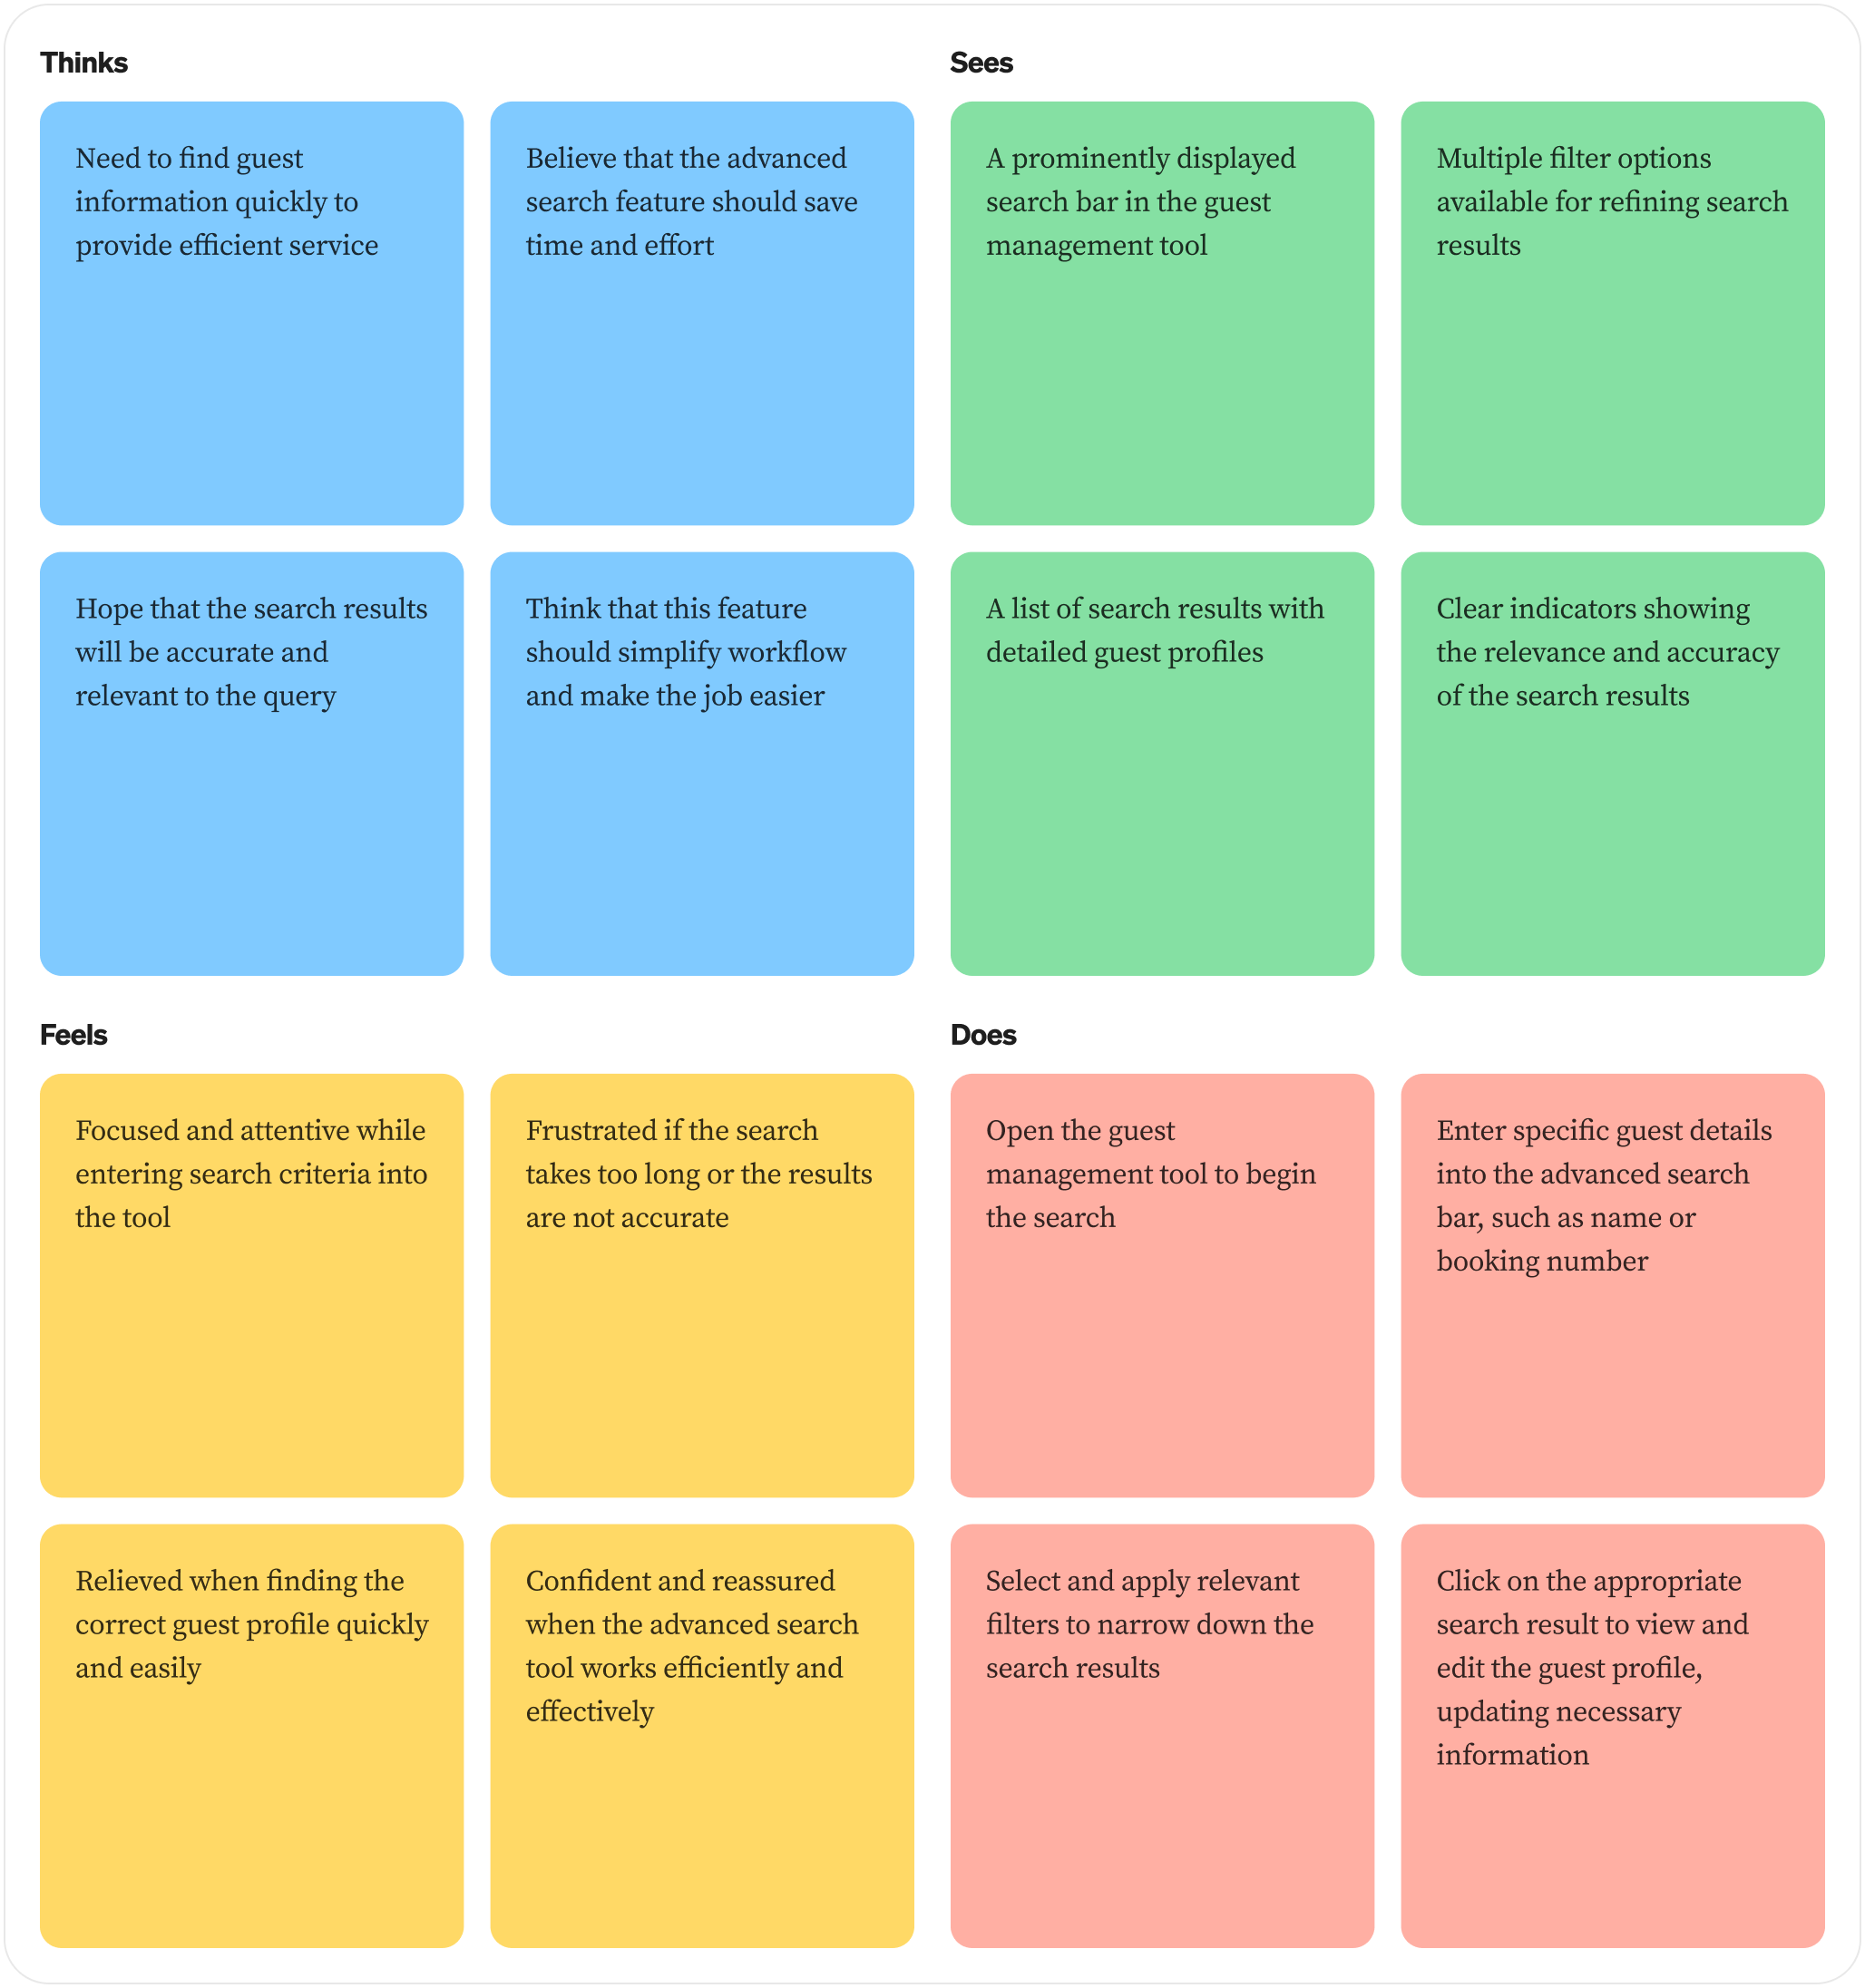 Thinks
Need to find guest
information quickly to
provide efficient service
Believe that the advanced
search feature should save
time and effort
Hope that the search results
will be accurate and
relevant to the query
Think that this feature
should simplify workflow
and make the job easier
Sees
A prominently displayed
search bar in the guest
management tool
Multiple filter options
available for refining search
results
A list of search results with
detailed guest profiles
Clear indicators showing
the relevance and accuracy
of the search results
Feels
Focused and attentive while
entering search criteria into
the tool
Frustrated if the search
takes too long or the results
are not accurate
Relieved when finding the
correct guest profile quickly
and easily
Confident and reassured
when the advanced search
tool works efficiently and
effectively
Does
Open the guest
management tool to begin
the search
Enter specific guest details
into the advanced search
bar, such as name or
booking number
Select and apply relevant
filters to narrow down the
search results
Click on the appropriate
search result to view and
edit the guest profile,
updating necessary
information